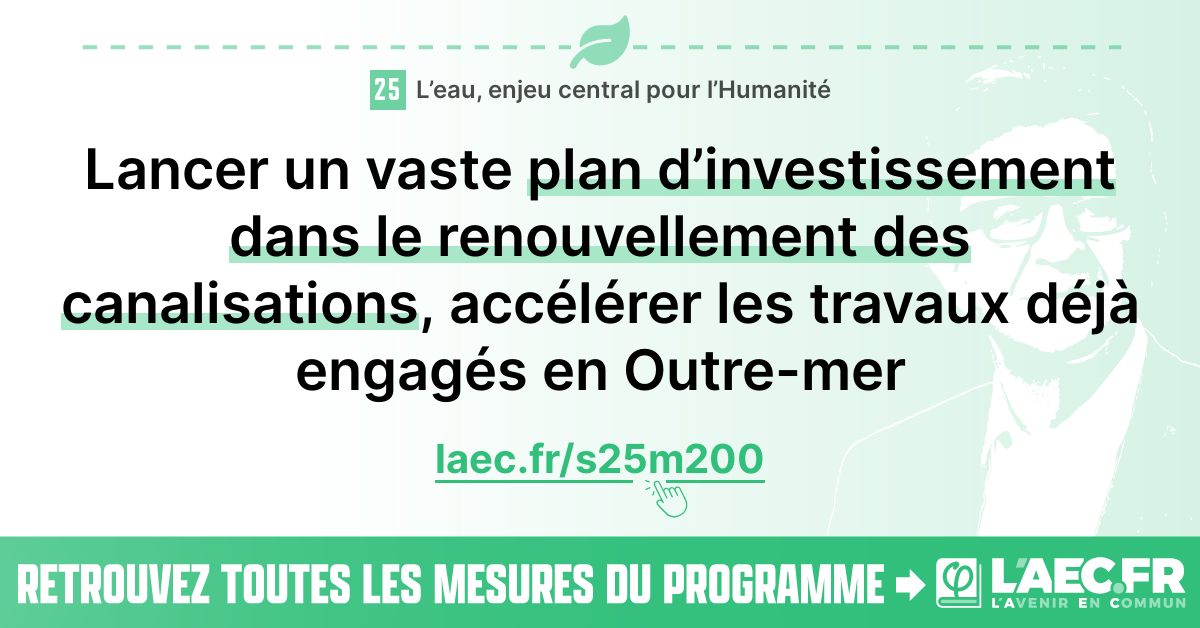 25 L’eau, enjeu central pour l’Humanité
Lancer un vaste plan d’investissement
dans le renouvellement des
canalisations, accélérer les travaux déjà
engagés en Outre-mer
laec.fr/s25m200
RETROUVEZ TOUTES LES MESURES DU PROGRAMME
φ L'AEC.FR
L'AVENIR EN COMMUN